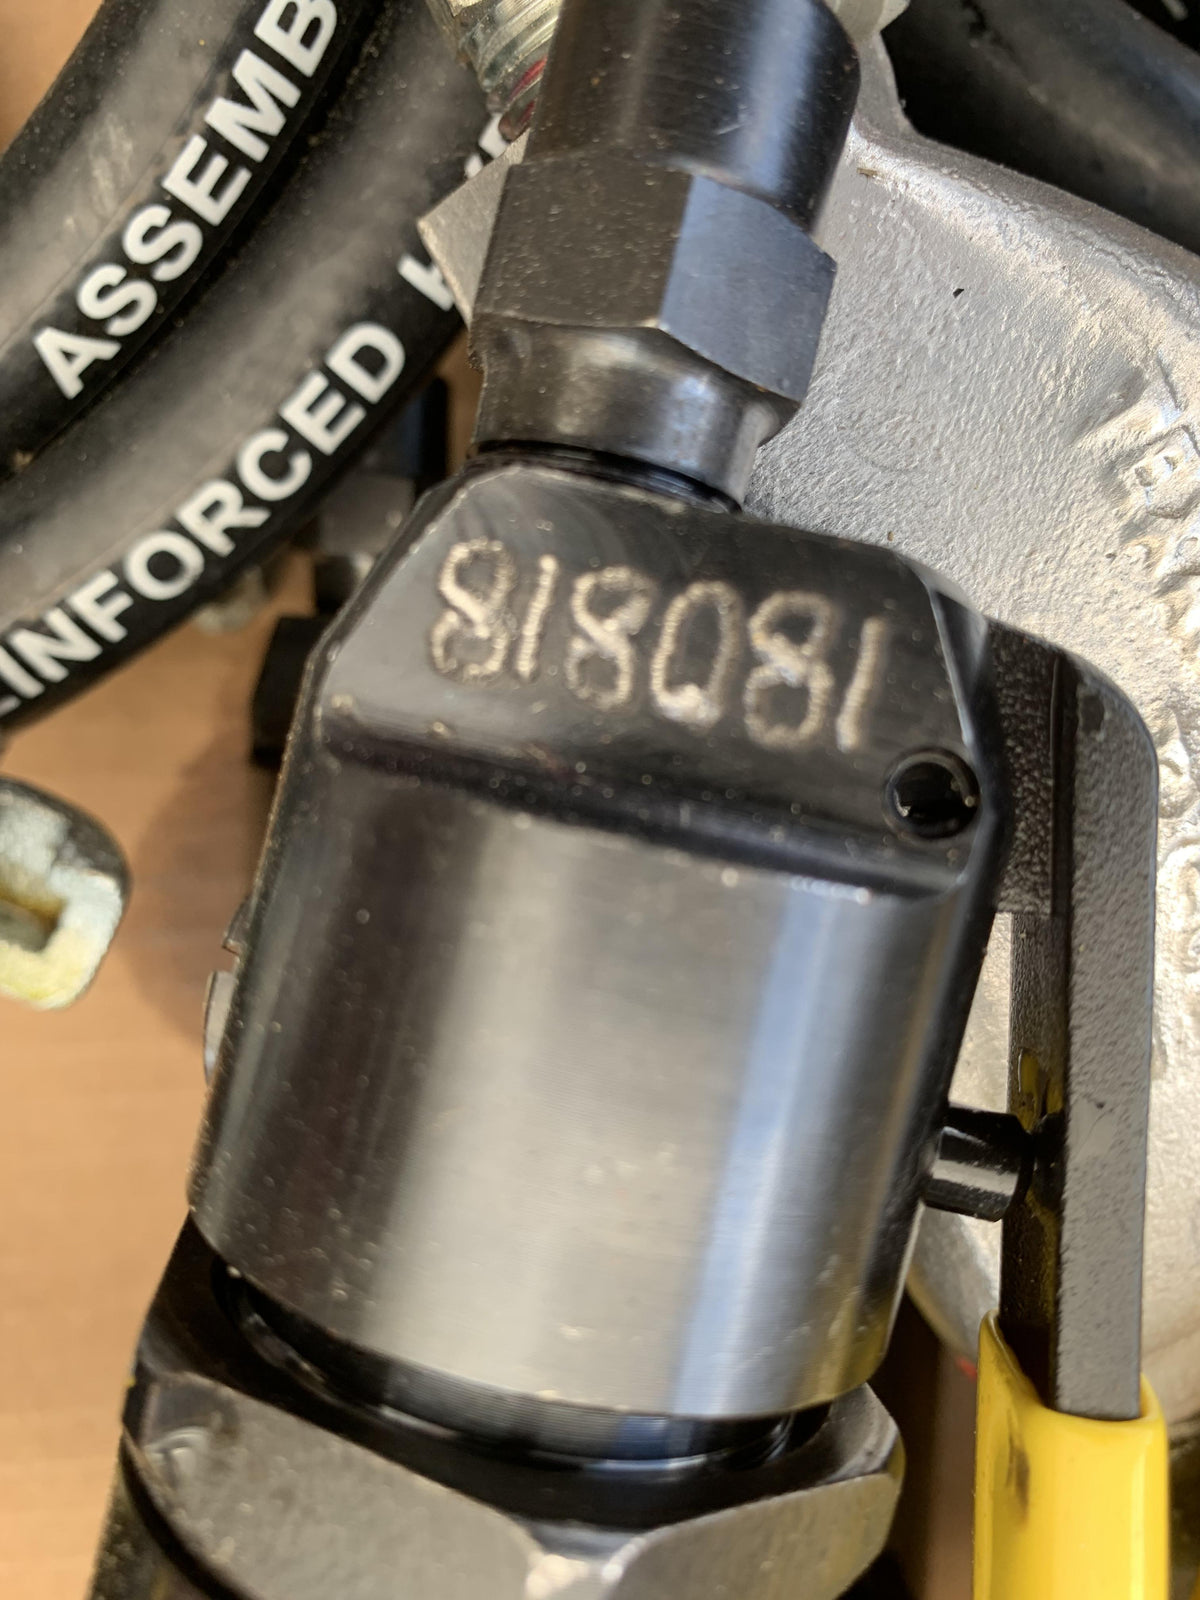 ASSEMB
INFORCED
818081